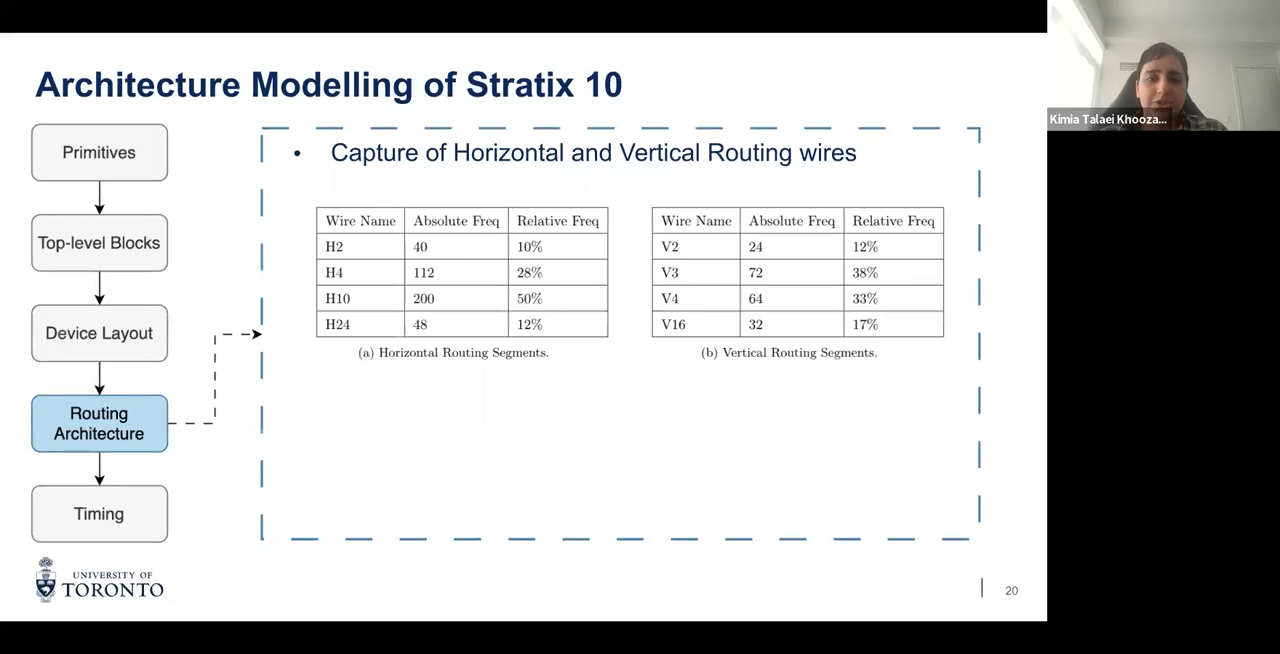 Architecture Modelling of Stratix 10
Primitives
Top-level Blocks
Device Layout
Routing
Architecture
Timing
• Capture of Horizontal and Vertical Routing wires
Wire Name Absolute Freq Relative Freq
H2 40 10%
H4 112 28%
H10 200 50%
H24 48 12%
(a) Horizontal Routing Segments.
Wire Name Absolute Freq Relative Freq
V2 24 12%
V3 72 38%
V4 64 33%
V16 32 17%
(b) Vertical Routing Segments.
UNIVERSITY OF
TORONTO
20
Kimia Talaei Khooza...